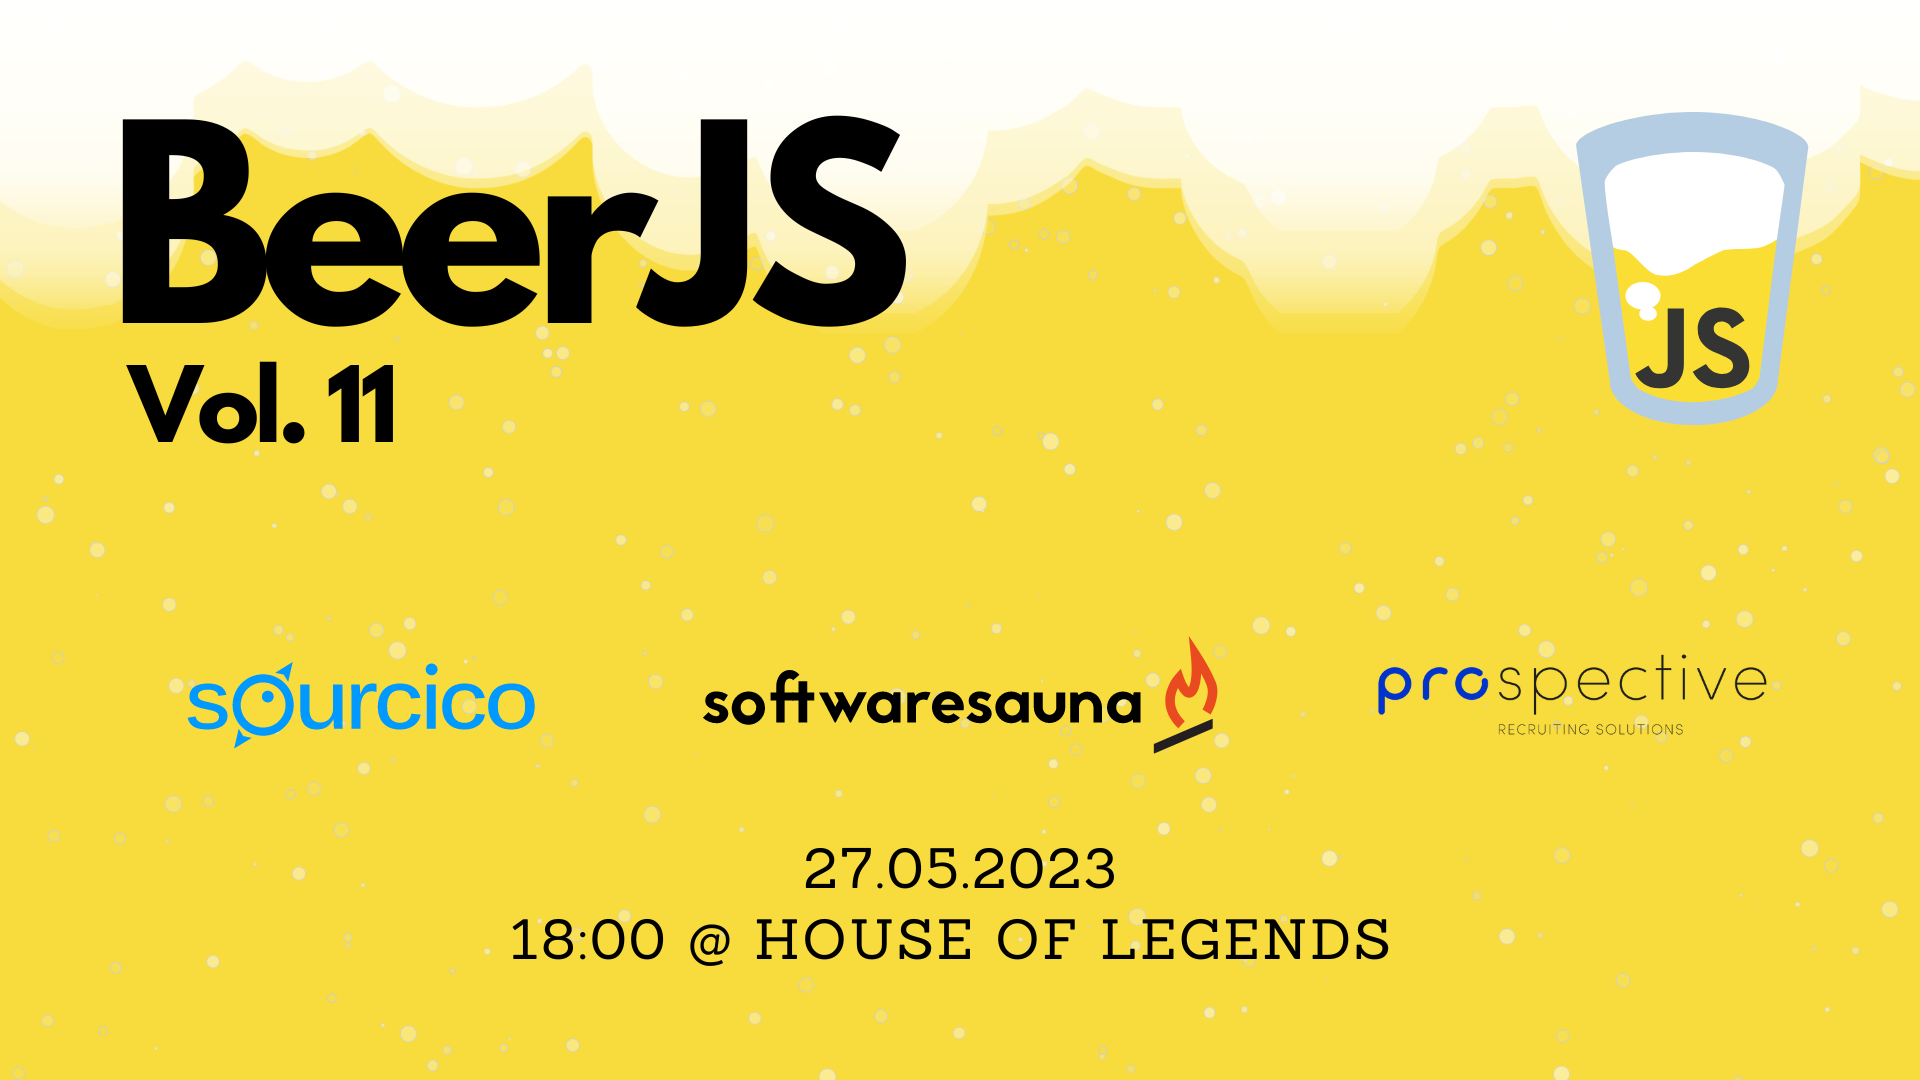 BeerJS
Vol. 11
JS
sourcico
softwaresauna
prospective
RECRUITING SOLUTIONS
27.05.2023
18:00 @ HOUSE OF LEGENDS